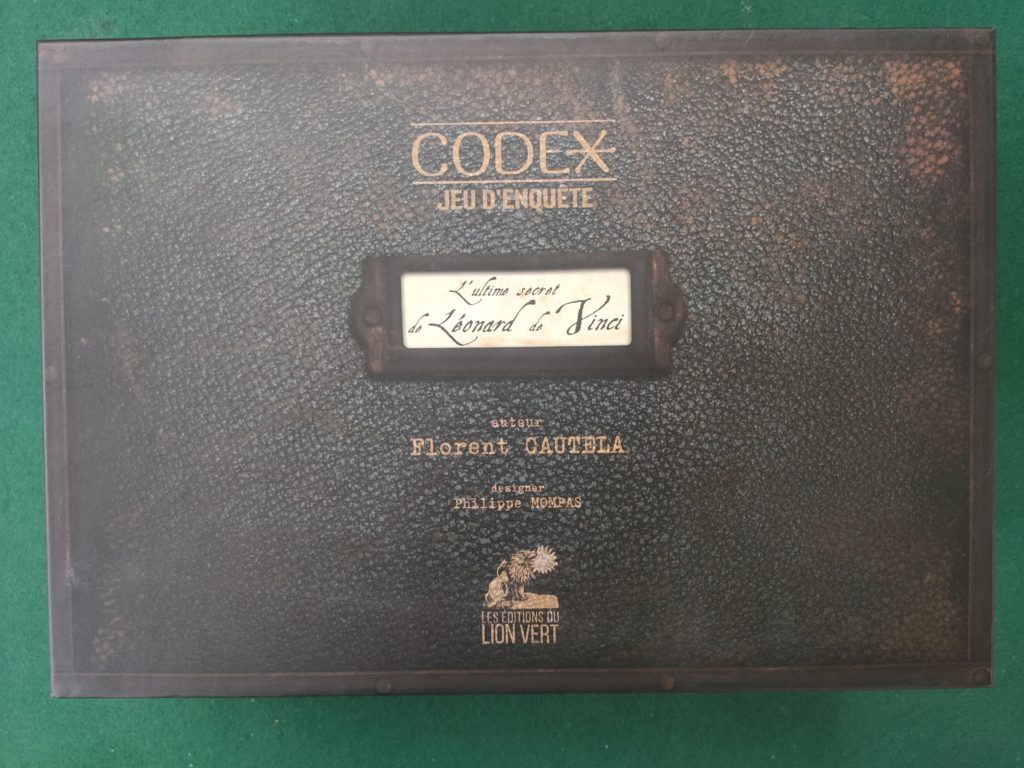 CODEX
JEU D'ENQUÊTE
L'ultime secret
de Léonard de Vinci
auteur
Florent CAUTELA
designer
Philippe MOMPAS
LES ÉDITIONS DU
LION VERT